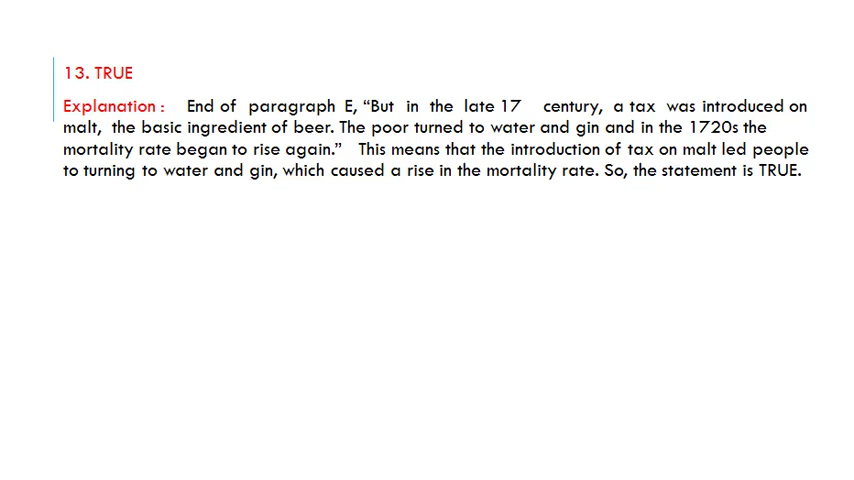 13. TRUE
Explanation : End of paragraph E, “But in the late 17 century, a tax was introduced on
malt, the basic ingredient of beer. The poor turned to water and gin and in the 1720s the
mortality rate began to rise again.” This means that the introduction of tax on malt led people
to turning to water and gin, which caused a rise in the mortality rate. So, the statement is TRUE.